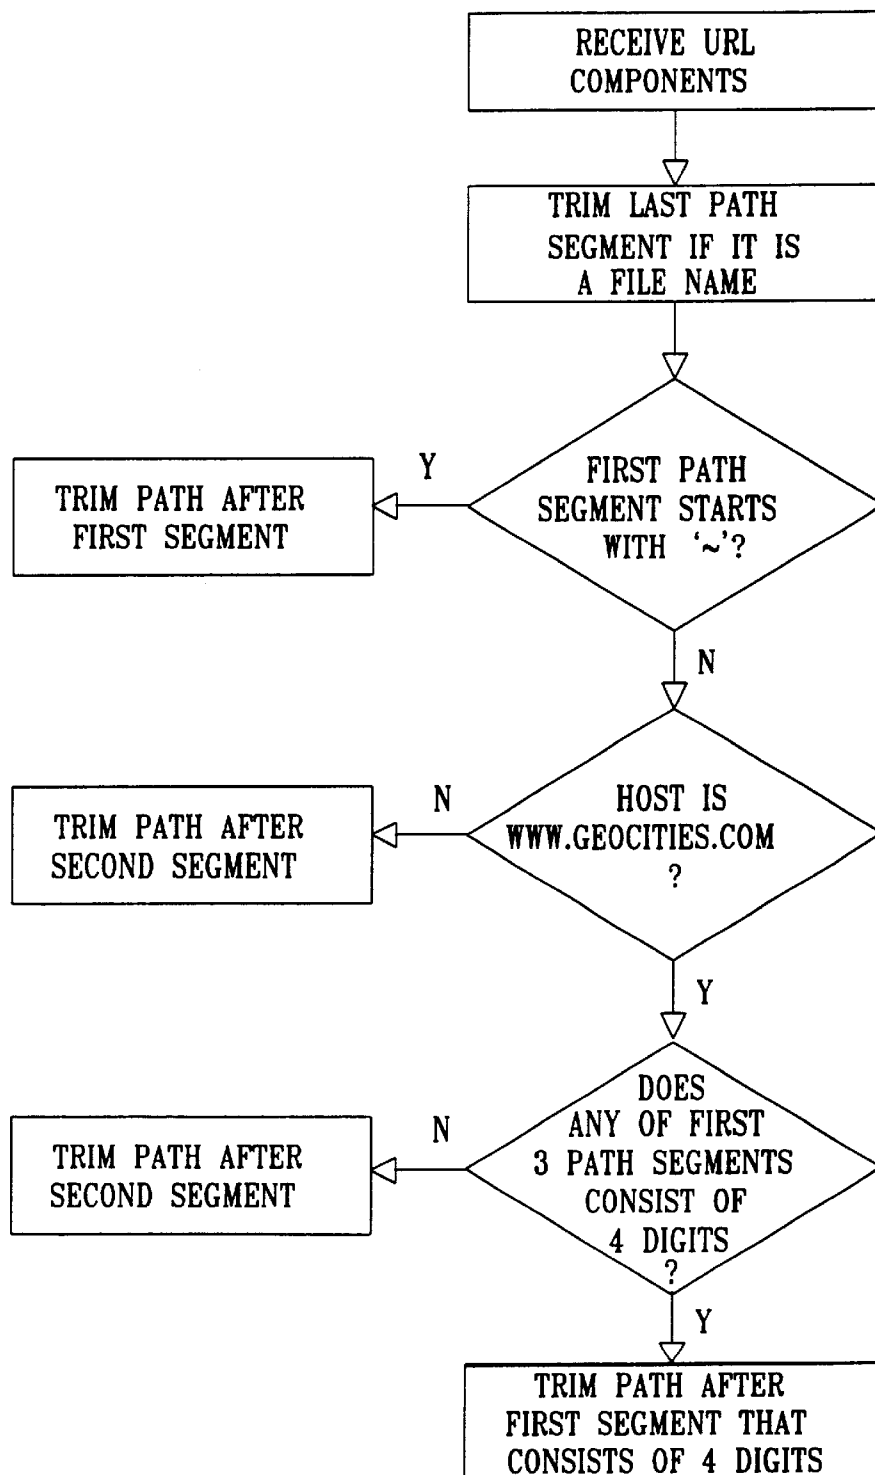 RECEIVE URL
COMPONENTS
TRIM LAST PATH
SEGMENT IF IT IS
A FILE NAME
FIRST PATH
SEGMENT STARTS
WITH ‘~’?
Y
TRIM PATH AFTER
FIRST SEGMENT
N
HOST IS
WWW.GEOCITIES.COM
?
N
TRIM PATH AFTER
SECOND SEGMENT
Y
DOES
ANY OF FIRST
3 PATH SEGMENTS
CONSIST OF
4 DIGITS
?
N
TRIM PATH AFTER
SECOND SEGMENT
Y
TRIM PATH AFTER
FIRST SEGMENT THAT
CONSISTS OF 4 DIGITS